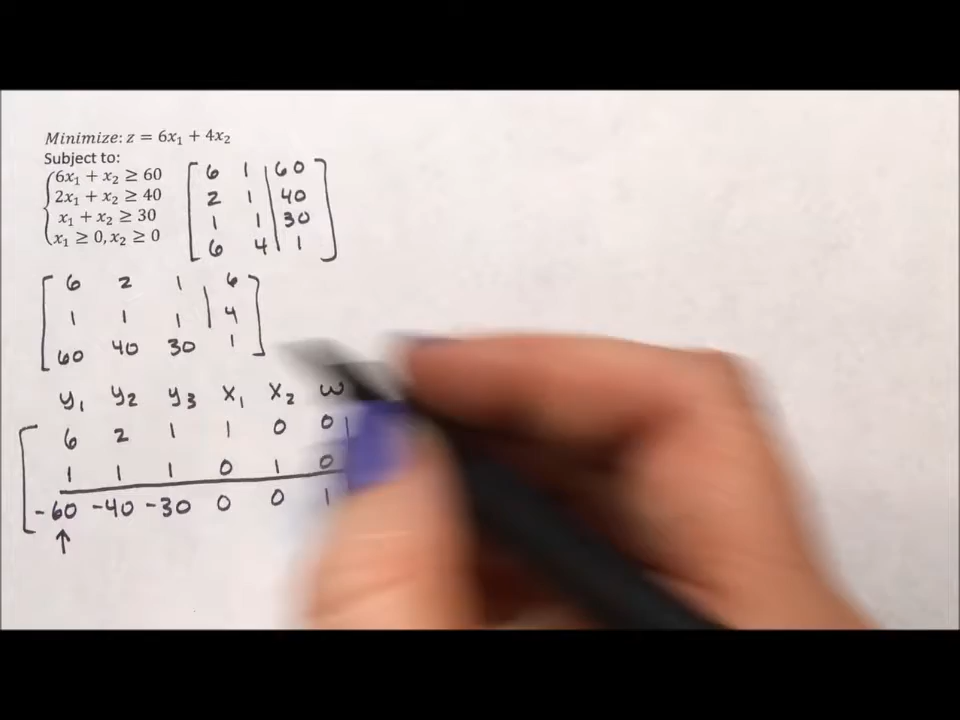 Minimize: z = 6x₁ + 4x₂
Subject to:
6x₁ + x₂ ≥ 60
2x₁ + x₂ ≥ 40
x₁ + x₂ ≥ 30
x₁ ≥ 0, x₂ ≥ 0
6 1 | 60
2 1 | 40
1 1 | 30
6 4 | 1
6 2 1 | 6
1 1 1 | 4
60 40 30 1
y₁ y₂ y₃ x₁ x₂ w
6 2 1 1 0 0
1 1 1 0 1 0
-60 -40 -30 0 0 1
↑